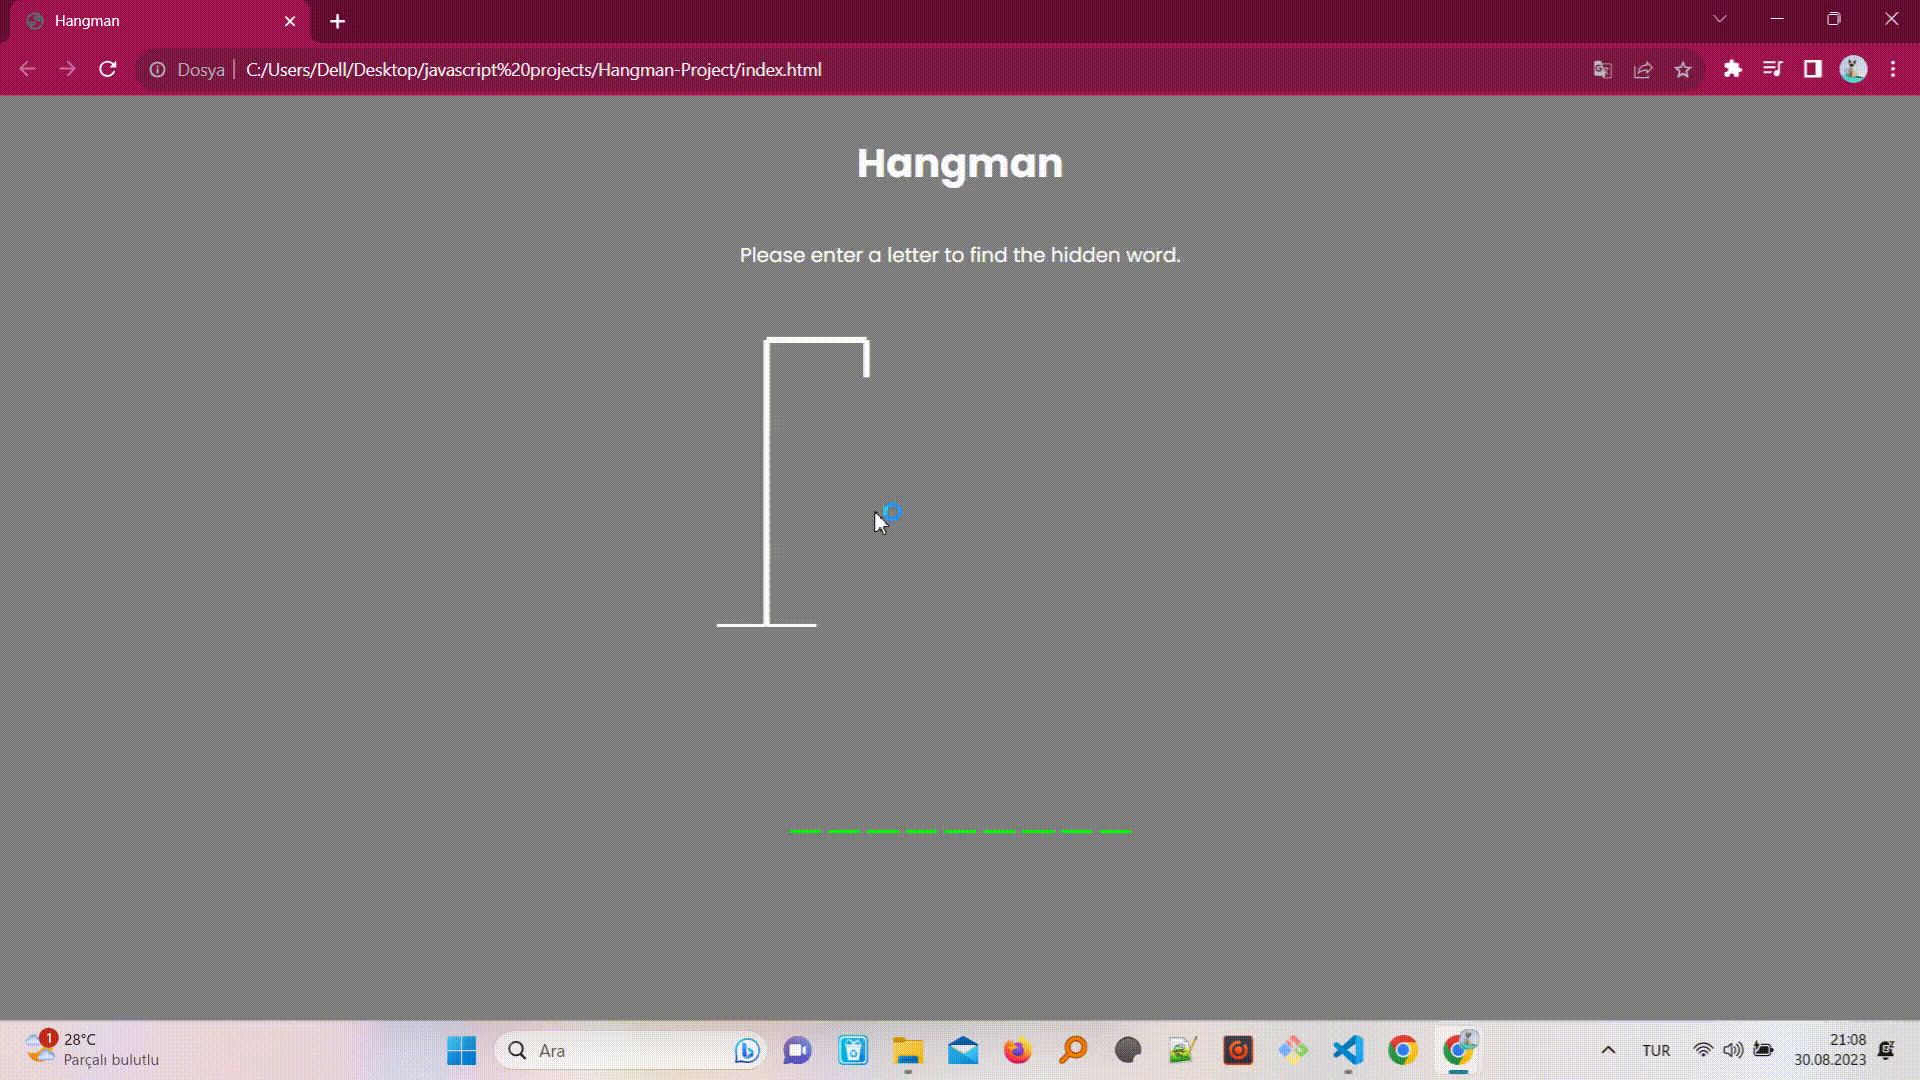 Hangman
Dosya | C:/Users/Dell/Desktop/javascript%20projects/Hangman-Project/index.html
Hangman
Please enter a letter to find the hidden word.
1
28°C
Parçalı bulutlu
Ara
TUR
21:08
30.08.2023